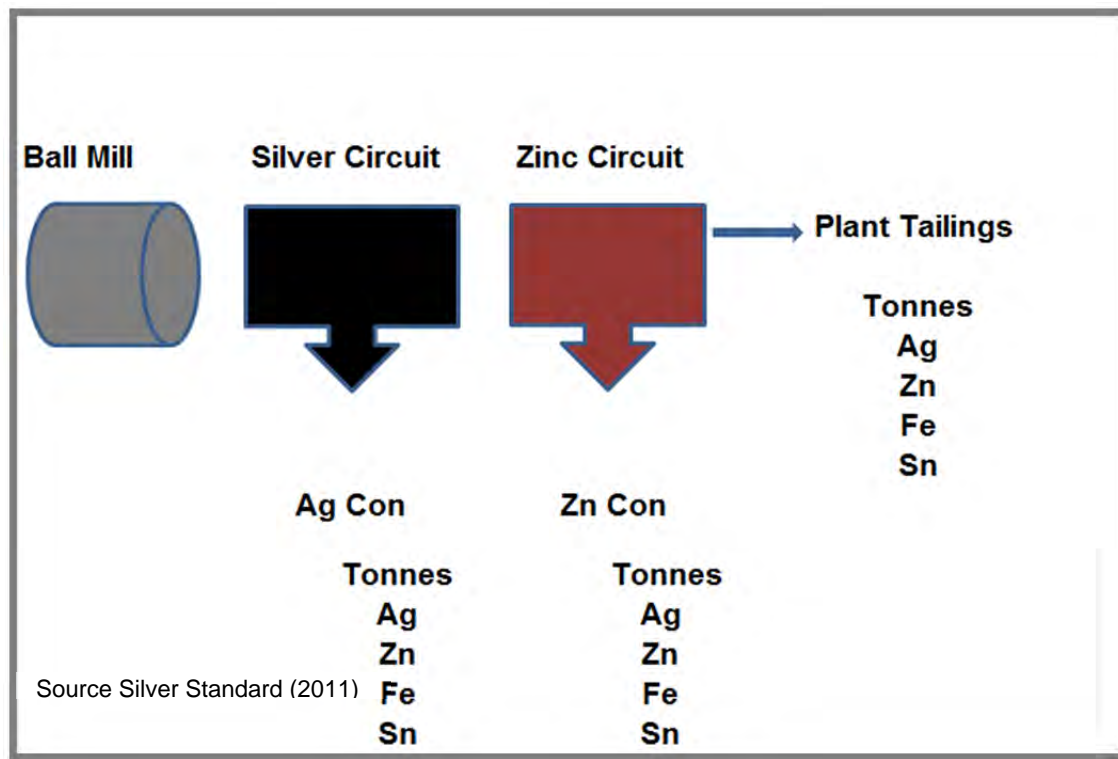 Ball Mill
Silver Circuit
Zinc Circuit
Plant Tailings
Tonnes
Ag
Zn
Fe
Sn
Ag Con
Tonnes
Ag
Zn
Fe
Sn
Zn Con
Tonnes
Ag
Zn
Fe
Sn
Source Silver Standard (2011)